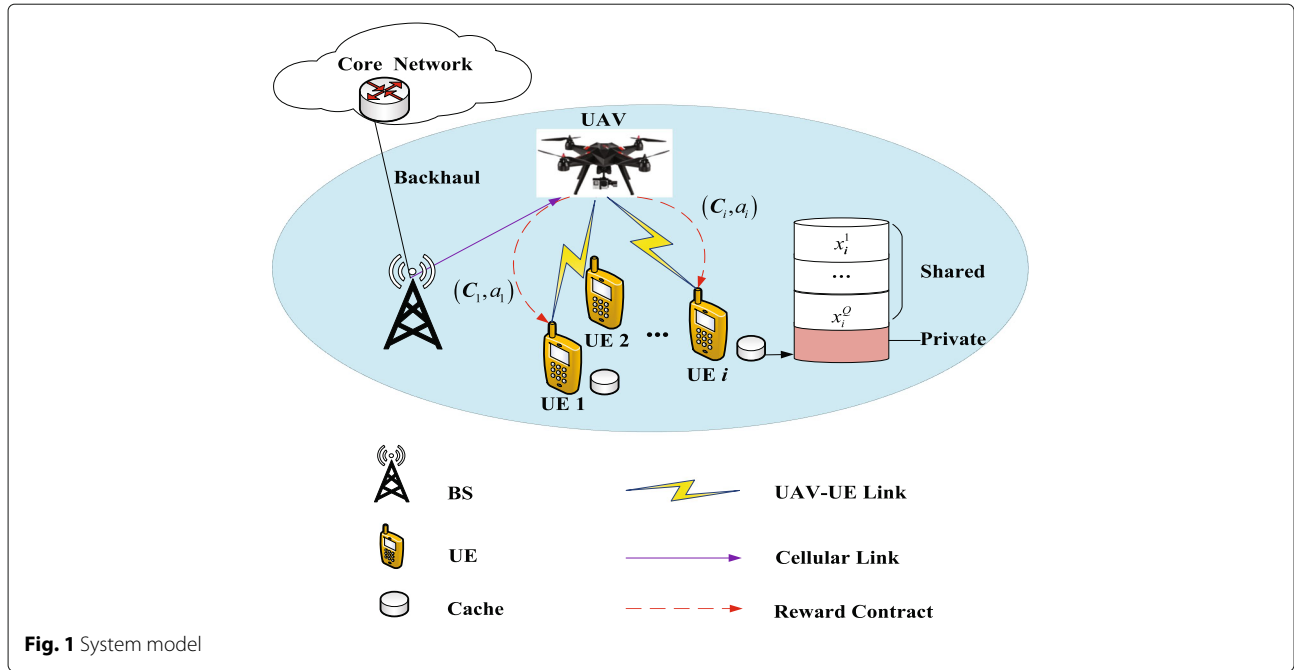 Core Network
UAV
Backhaul
(C_i, a_i)
x_i^1
...
Shared
(C_1, a_1)
x_i^Q
UE 2
...
Private
UE i
UE 1
BS
UAV-UE Link
UE
Cellular Link
Cache
Reward Contract
Fig. 1 System model